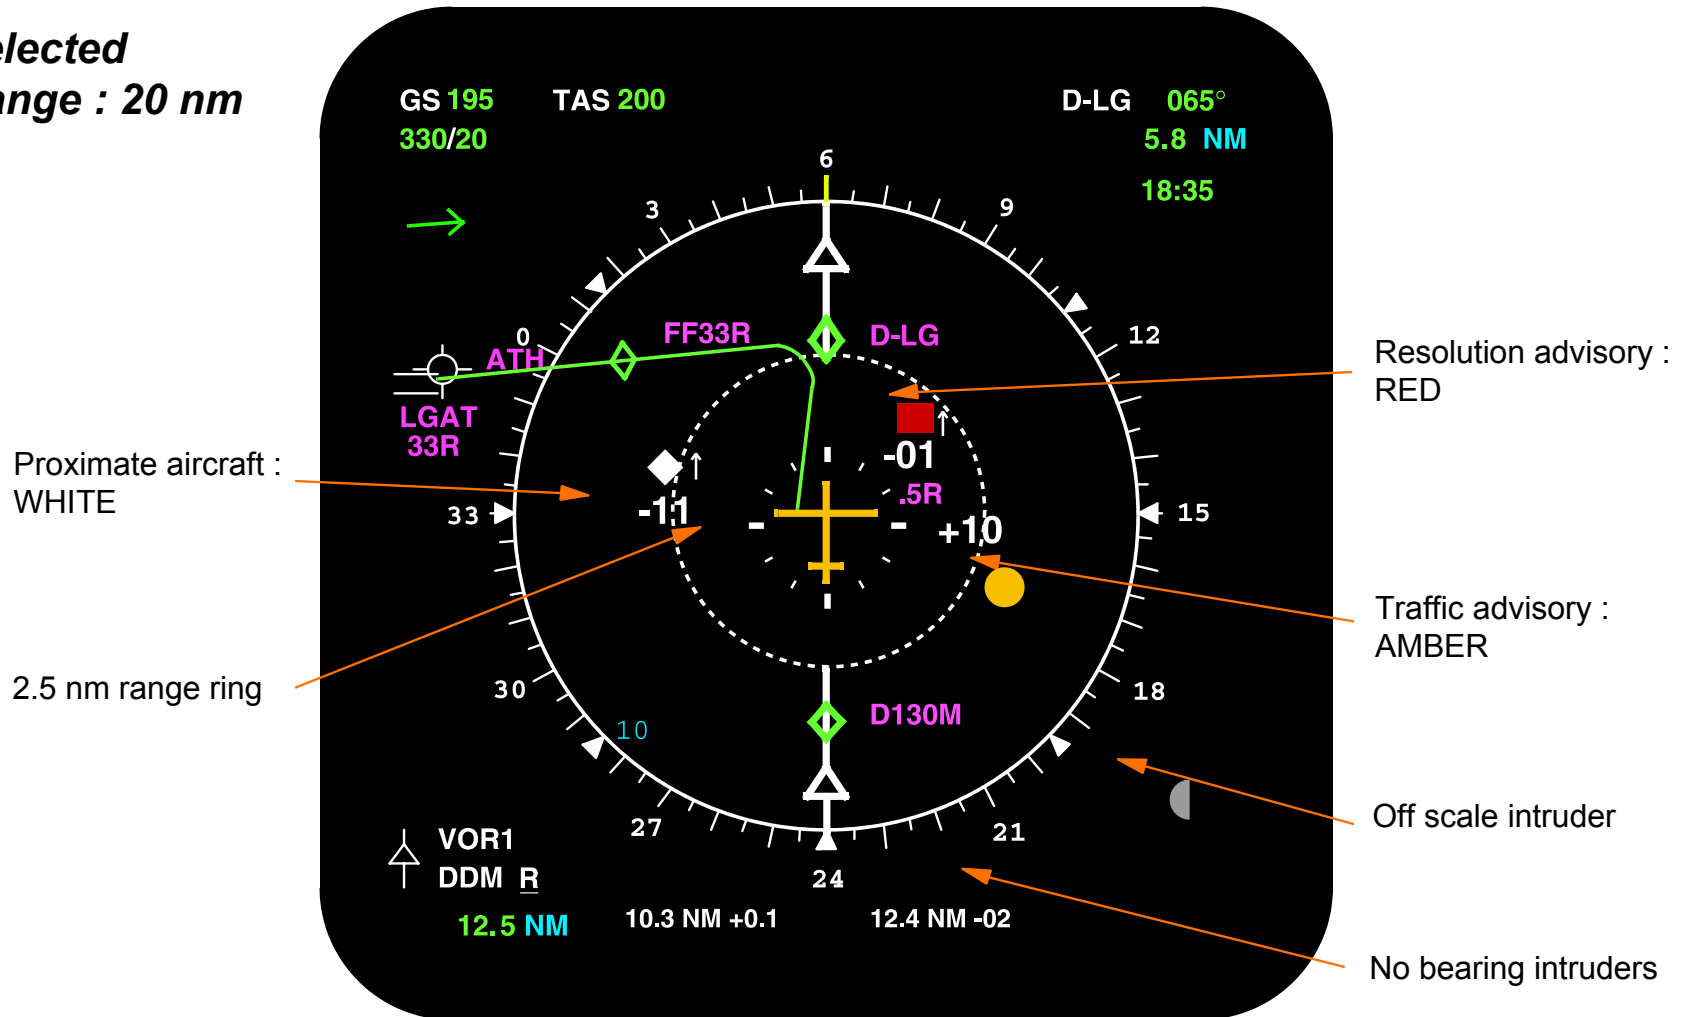 elected
ange : 20 nm
GS 195 TAS 200
330/20
D-LG 065°
5.8 NM
18:35
6
3
9
0
12
FF33R
D-LG
ATH
LGAT
33R
Resolution advisory :
RED
Proximate aircraft :
WHITE
-01
.5R
-11
+10
33
15
Traffic advisory :
AMBER
2.5 nm range ring
30
18
10
D130M
27
21
24
Off scale intruder
VOR1
DDM R
12.5 NM
10.3 NM +0.1
12.4 NM -02
No bearing intruders